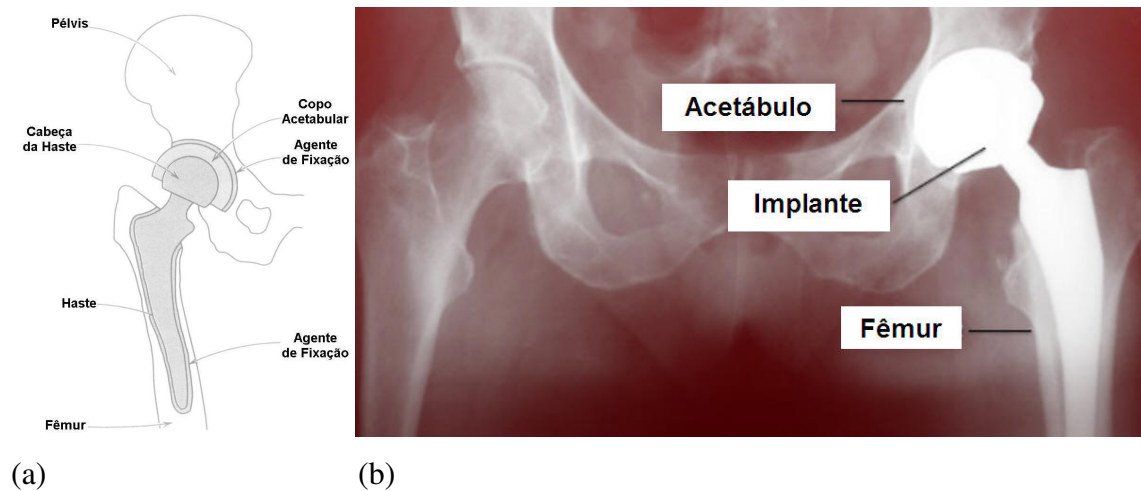 Pélvis
Copo
Acetabular
Cabeça
da Haste
Agente
de Fixação
Haste
Agente
de Fixação
Fêmur
Acetábulo
Implante
Fêmur
(a)
(b)